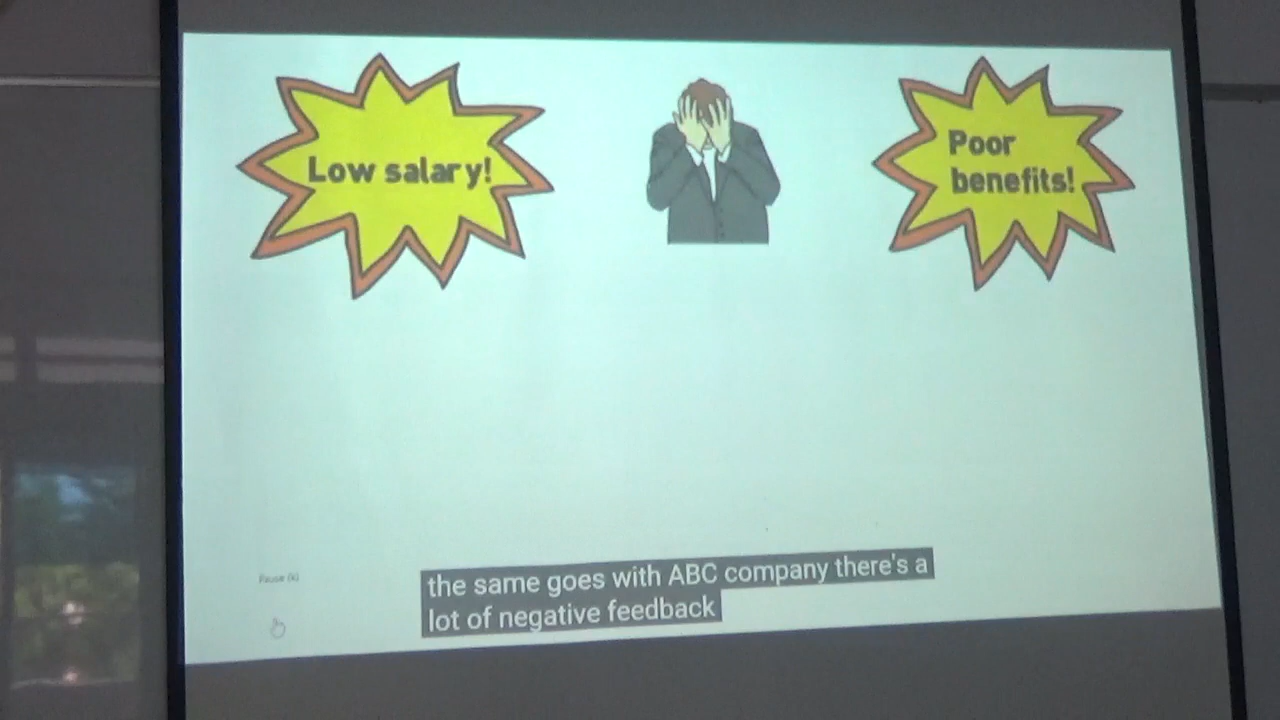 Low salary!
Poor
benefits!
Pause (k)
the same goes with ABC company there's a
lot of negative feedback